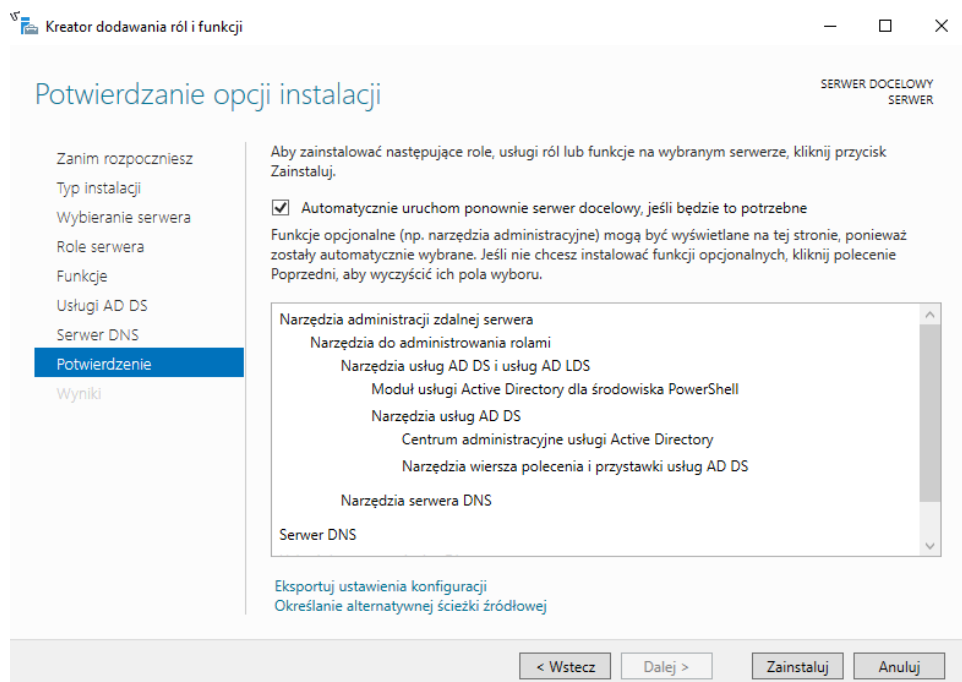 Kreator dodawania ról i funkcji
Potwierdzanie opcji instalacji
SERWER DOCELOWY
SERWER
Zanim rozpoczniesz
Typ instalacji
Wybieranie serwera
Role serwera
Funkcje
Usługi AD DS
Serwer DNS
Potwierdzenie
Wyniki
Aby zainstalować następujące role, usługi ról lub funkcje na wybranym serwerze, kliknij przycisk
Zainstaluj.
Automatycznie uruchom ponownie serwer docelowy, jeśli będzie to potrzebne
Funkcje opcjonalne (np. narzędzia administracyjne) mogą być wyświetlane na tej stronie, ponieważ
zostały automatycznie wybrane. Jeśli nie chcesz instalować funkcji opcjonalnych, kliknij polecenie
Poprzedni, aby wyczyścić ich pola wyboru.
Narzędzia administracji zdalnej serwera
Narzędzia do administrowania rolami
Narzędzia usług AD DS i usług AD LDS
Moduł usługi Active Directory dla środowiska PowerShell
Narzędzia usług AD DS
Centrum administracyjne usługi Active Directory
Narzędzia wiersza polecenia i przystawki usług AD DS
Narzędzia serwera DNS
Serwer DNS
Eksportuj ustawienia konfiguracji
Określanie alternatywnej ścieżki źródłowej
< Wstecz
Dalej >
Zainstaluj
Anuluj